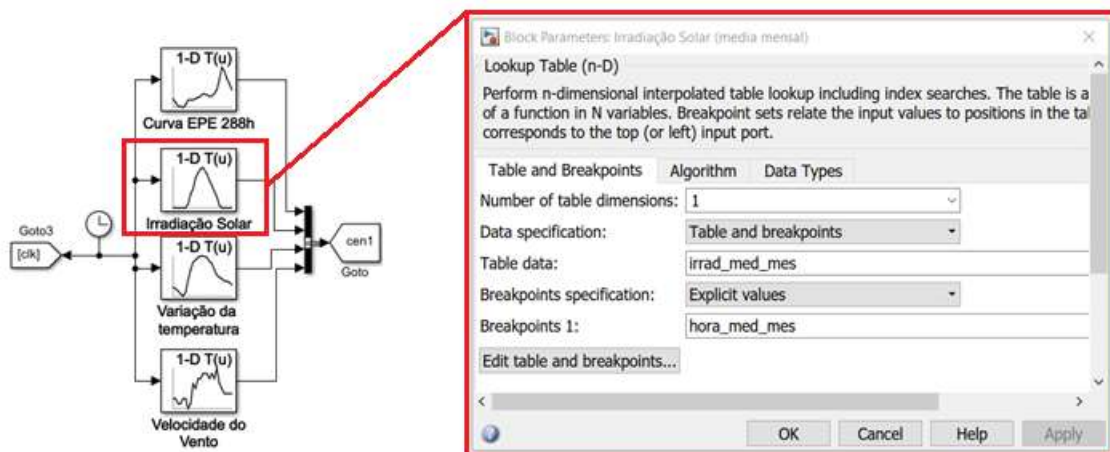 1-D T(u)
Curva EPE 288h
1-D T(u)
Irradiação Solar
Goto3
[clk]
cen1
Goto
1-D T(u)
Variação da
temperatura
1-D T(u)
Velocidade do
Vento
Block Parameters: Irradiação Solar (media mensal)
Lookup Table (n-D)
Perform n-dimensional interpolated table lookup including index searches. The table is a
of a function in N variables. Breakpoint sets relate the input values to positions in the tal
corresponds to the top (or left) input port.
Table and Breakpoints Algorithm Data Types
Number of table dimensions: 1
Data specification: Table and breakpoints
Table data: irrad_med_mes
Breakpoints specification: Explicit values
Breakpoints 1: hora_med_mes
Edit table and breakpoints...
OK Cancel Help Apply